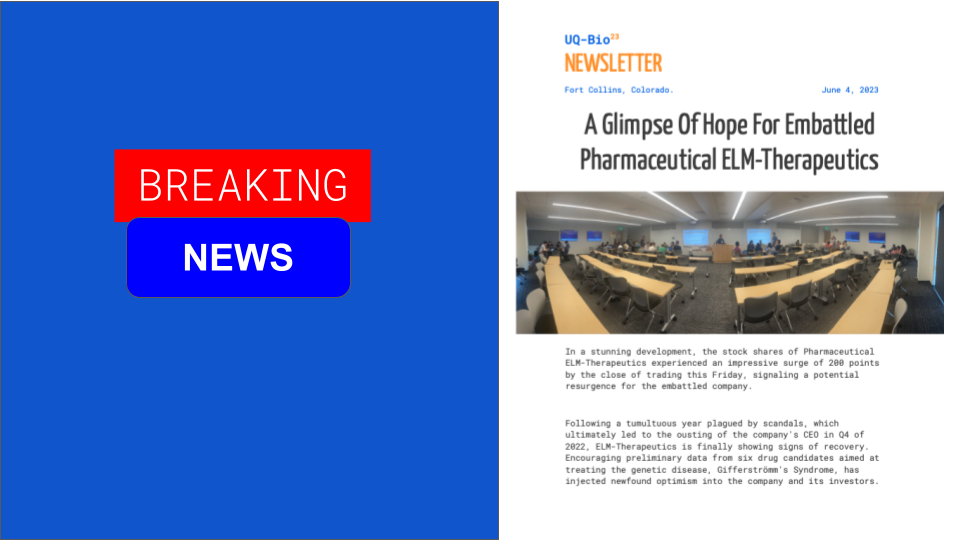 BREAKING
NEWS
UQ-Bio23
NEWSLETTER
Fort Collins, Colorado. June 4, 2023
A Glimpse Of Hope For Embattled
Pharmaceutical ELM-Therapeutics
In a stunning development, the stock shares of Pharmaceutical
ELM-Therapeutics experienced an impressive surge of 200 points
by the close of trading this Friday, signaling a potential
resurgence for the embattled company.
Following a tumultuous year plagued by scandals, which
ultimately led to the ousting of the company's CEO in Q4 of
2022, ELM-Therapeutics is finally showing signs of recovery.
Encouraging preliminary data from six drug candidates aimed at
treating the genetic disease, Gifferströmm's Syndrome, has
injected newfound optimism into the company and its investors.